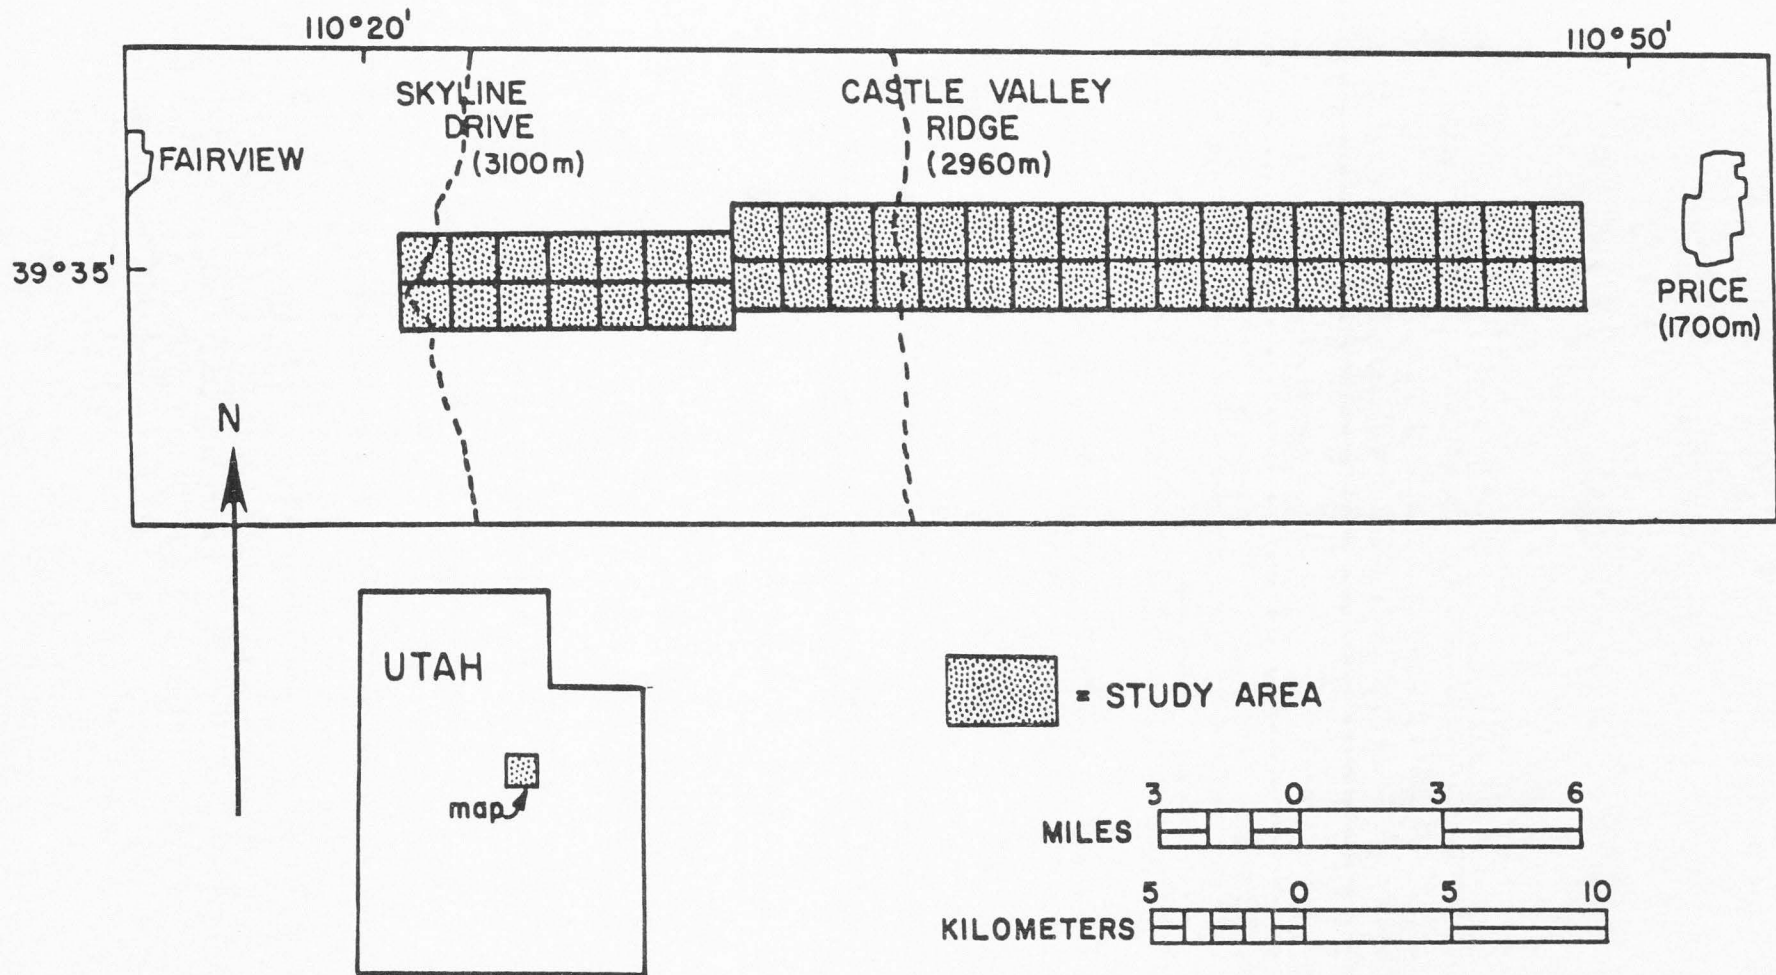 110°20'
110°50'
SKYLINE
DRIVE
(3100m)
CASTLE VALLEY
RIDGE
(2960m)
FAIRVIEW
39°35'
PRICE
(1700m)
N
UTAH
map
= STUDY AREA
3 0 3 6
MILES
5 0 5 10
KILOMETERS